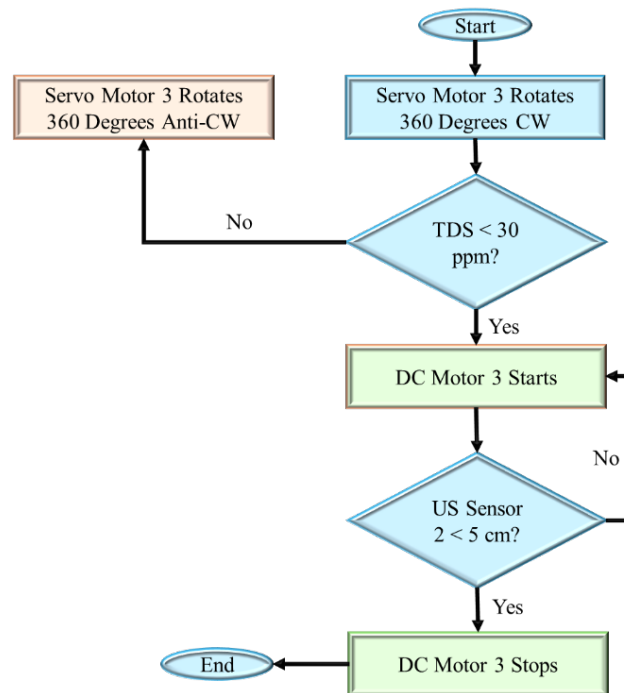 Start
Servo Motor 3 Rotates
360 Degrees Anti-CW
Servo Motor 3 Rotates
360 Degrees CW
No
TDS < 30
ppm?
Yes
DC Motor 3 Starts
No
US Sensor
2 < 5 cm?
Yes
End
DC Motor 3 Stops